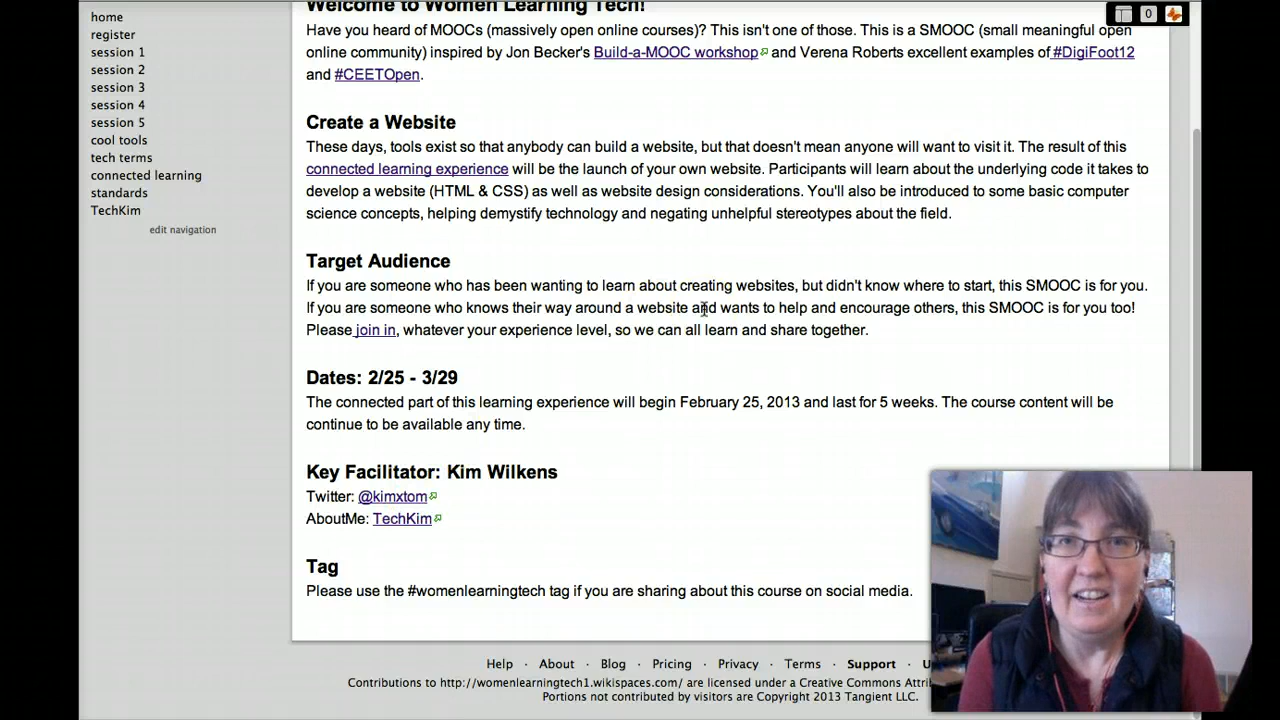 home
register
session 1
session 2
session 3
session 4
session 5
cool tools
tech terms
connected learning
standards
TechKim
edit navigation
0
Welcome to Women Learning Tech!
Have you heard of MOOCs (massively open online courses)? This isn't one of those. This is a SMOOC (small meaningful open
online community) inspired by Jon Becker's Build-a-MOOC workshop and Verena Roberts excellent examples of #DigiFoot12
and #CEETOpen.
Create a Website
These days, tools exist so that anybody can build a website, but that doesn't mean anyone will want to visit it. The result of this
connected learning experience will be the launch of your own website. Participants will learn about the underlying code it takes to
develop a website (HTML & CSS) as well as website design considerations. You'll also be introduced to some basic computer
science concepts, helping demystify technology and negating unhelpful stereotypes about the field.
Target Audience
If you are someone who has been wanting to learn about creating websites, but didn't know where to start, this SMOOC is for you.
If you are someone who knows their way around a website and wants to help and encourage others, this SMOOC is for you too!
Please join in, whatever your experience level, so we can all learn and share together.
Dates: 2/25 - 3/29
The connected part of this learning experience will begin February 25, 2013 and last for 5 weeks. The course content will be
continue to be available any time.
Key Facilitator: Kim Wilkens
Twitter: @kimxtom
AboutMe: TechKim
Tag
Please use the #womenlearningtech tag if you are sharing about this course on social media.
Help · About · Blog · Pricing · Privacy · Terms · Support ·
Contributions to http://womenlearningtech1.wikispaces.com/ are licensed under a Creative Commons
Portions not contributed by visitors are Copyright 2013 Tangient LLC.